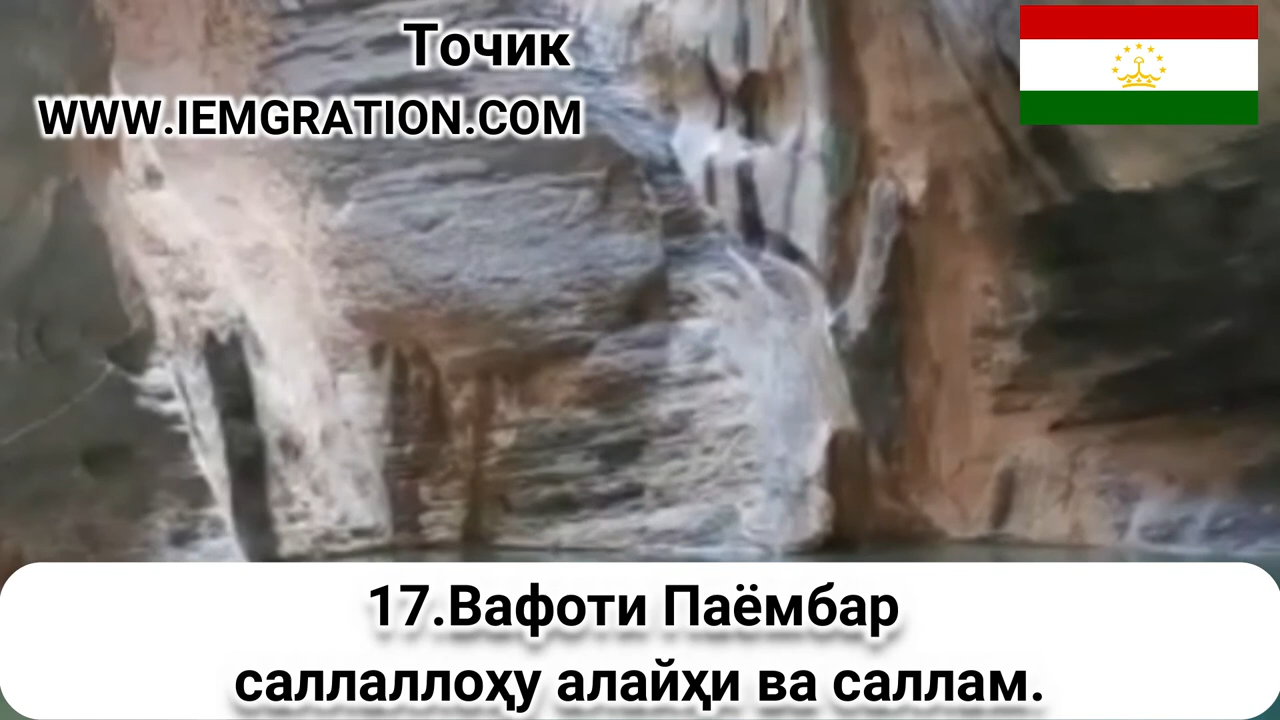 Точик
WWW.IEMGRATION.COM
17.Вафоти Паёмбар
саллаллоҳу алайҳи ва саллам.